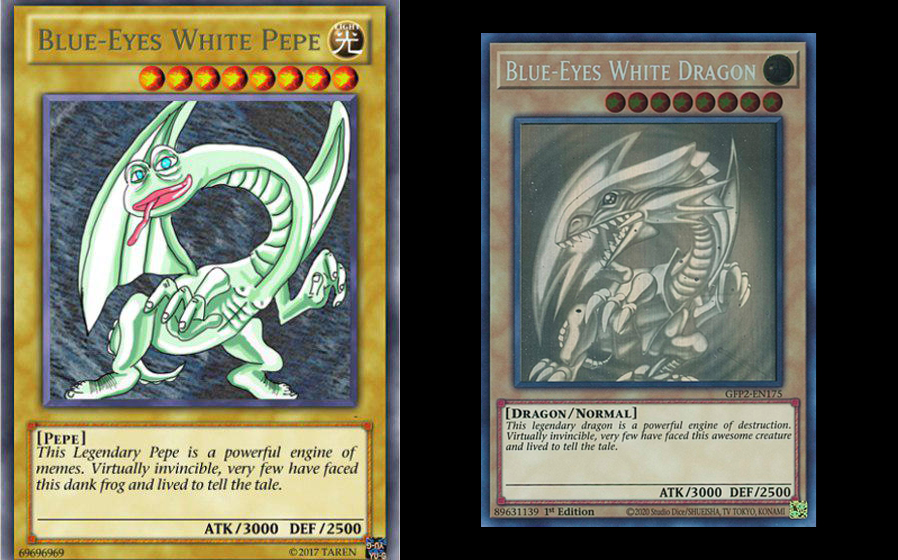 BLUE-EYES WHITE PEPE
LIGHT
光
[PEPE]
This Legendary Pepe is a powerful engine of
memes. Virtually invincible, very few have faced
this dank frog and lived to tell the tale.
ATK/3000 DEF/2500
69696969
©2017 TAREN
BLUE-EYES WHITE DRAGON
GFP2-EN175
[DRAGON/NORMAL]
This legendary dragon is a powerful engine of destruction.
Virtually invincible, very few have faced this awesome creature
and lived to tell the tale.
ATK/3000 DEF/2500
89631139 1st Edition
©2020 Studio Dice/SHUEISHA, TV TOKYO, KONAMI